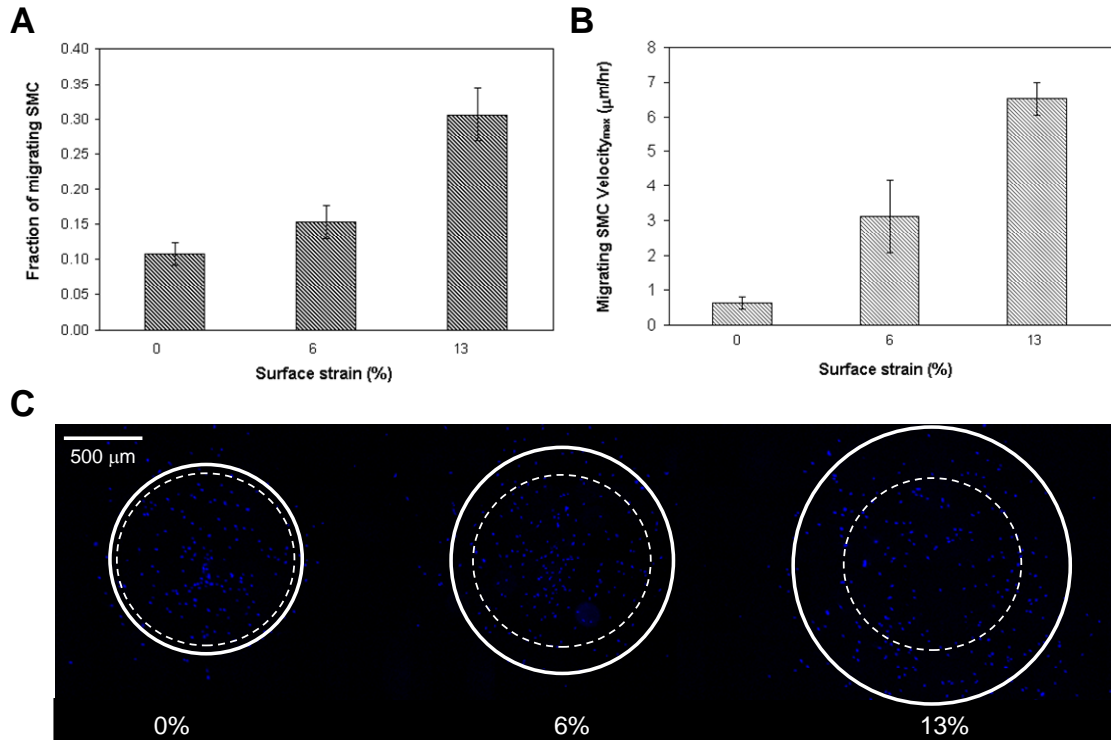 A
0.40
0.35
0.30
0.25
0.20
0.15
0.10
0.05
0.00
Fraction of migrating SMC
0 6 13
Surface strain (%)
B
8
7
6
5
4
3
2
1
0
Migrating SMC Velocitymax (μm/hr)
0 6 13
Surface strain (%)
C
500 μm
0% 6% 13%